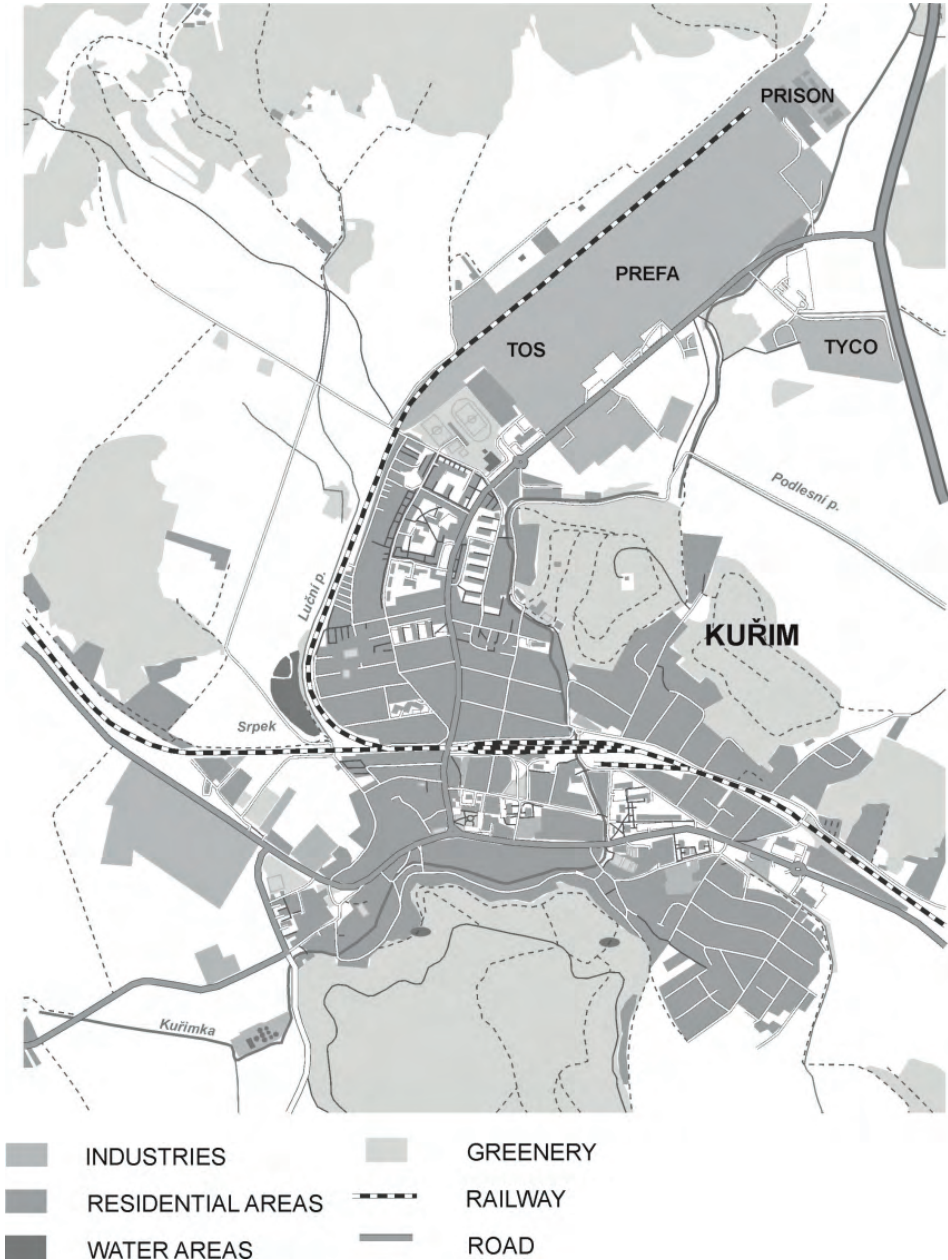 PRISON
PREFA
TOS
TYCO
Podlesní p.
Luční p.
KUŘIM
Srpek
Kuřimka
INDUSTRIES
GREENERY
RESIDENTIAL AREAS
RAILWAY
WATER AREAS
ROAD